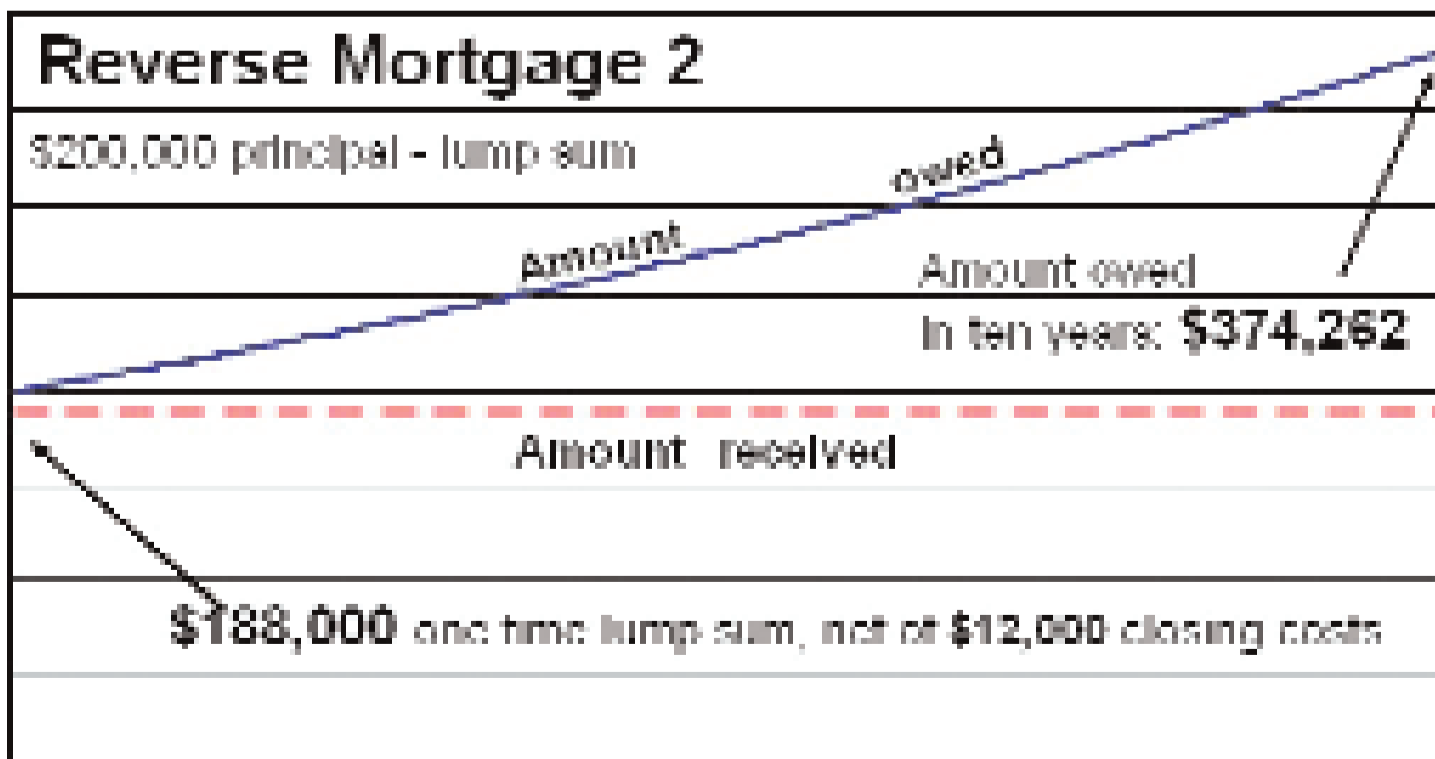 Reverse Mortgage 2
$200,000 principal - lump sum
Amount owed
Amount owed
in ten years: $374,262
Amount received
$188,000 one time lump sum, net of $12,000 closing costs